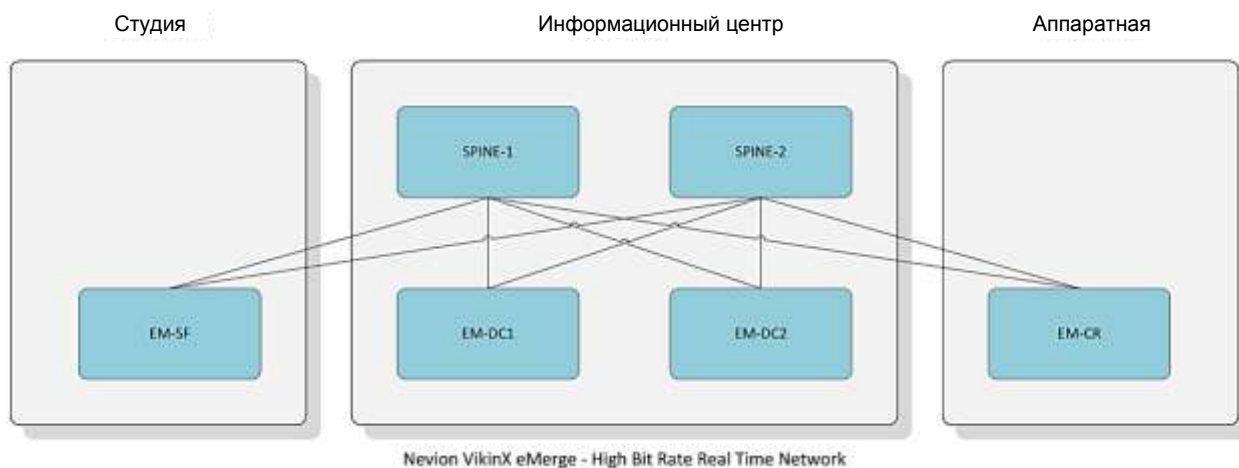 Студия
Информационный центр
Аппаратная
SPINE-1
SPINE-2
EM-SF
EM-DC1
EM-DC2
EM-CR
Nevion VikinX eMerge - High Bit Rate Real Time Network